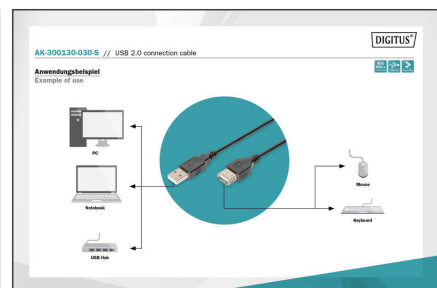 DIGITUS®
AK-300130-030-S // USB 2.0 connection cable
Anwendungsbeispiel
Example of use
PC
Notebook
USB Hub
Mouse
Keyboard